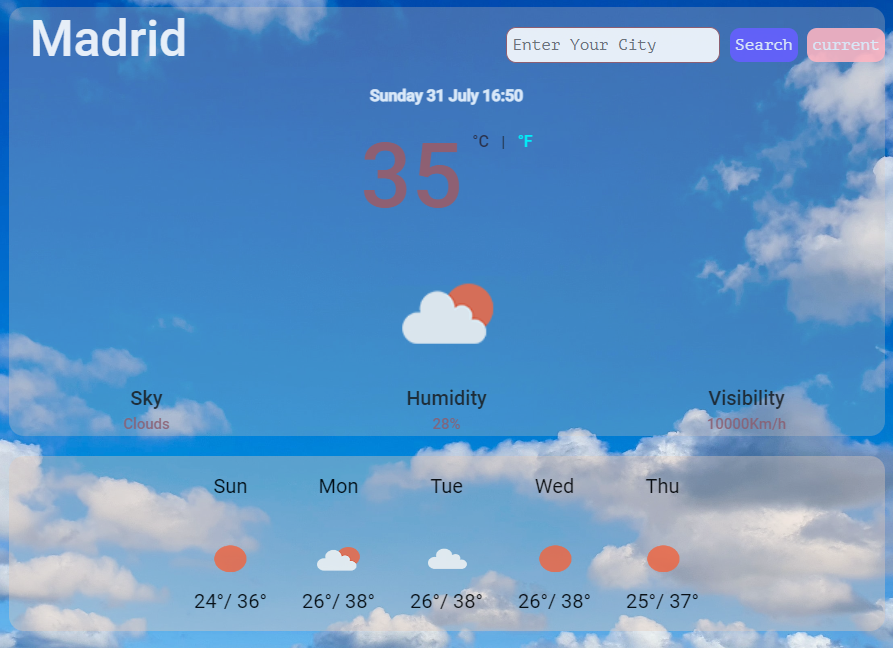 Madrid
Enter Your City Search current
Sunday 31 July 16:50
35 °C | °F
Sky Humidity Visibility
Clouds 28% 10000Km/h
Sun Mon Tue Wed Thu
24°/ 36° 26°/ 38° 26°/ 38° 26°/ 38° 25°/ 37°